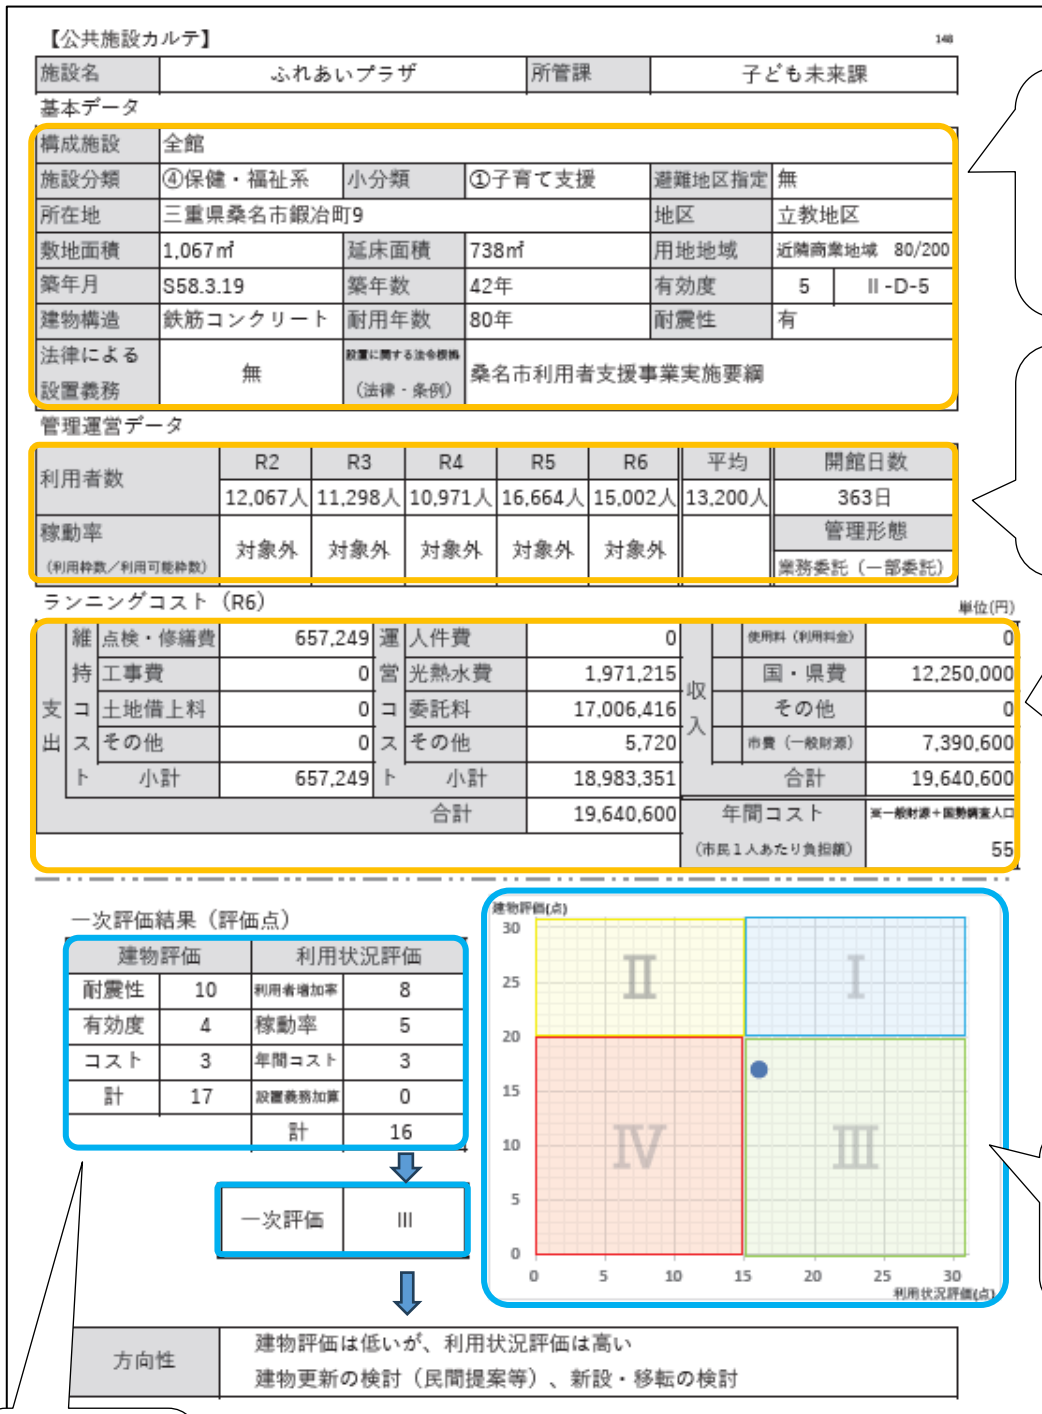 【公共施設カルテ】 148
施設名 ふれあいプラザ 所管課 子ども未来課
基本データ
構成施設 全館
施設分類 ④保健・福祉系 小分類 ①子育て支援 避難地区指定 無
所在地 三重県桑名市鍛冶町9 地区 立教地区
敷地面積 1,067㎡ 延床面積 738㎡ 用地地域 近隣商業地域 80/200
築年月 S58.3.19 築年数 42年 有効度 5 Ⅱ-D-5
建物構造 鉄筋コンクリート 耐用年数 80年 耐震性 有
法律による設置義務 無 設置に関する法令根拠(法律・条例) 桑名市利用者支援事業実施要綱
管理運営データ
利用者数 R2 R3 R4 R5 R6 平均 開館日数
12,067人 11,298人 10,971人 16,664人 15,002人 13,200人 363日
稼動率 対象外 対象外 対象外 対象外 対象外 管理形態
(利用枠数／利用可能枠数) 業務委託（一部委託）
ランニングコスト（R6） 単位(円)
支出 維持コスト 点検・修繕費 657,249 運営コスト 人件費 0 収入 使用料（利用料金） 0
工事費 0 光熱水費 1,971,215 国・県費 12,250,000
土地借上料 0 委託料 17,006,416 その他 0
その他 0 その他 5,720 市費（一般財源） 7,390,600
小計 657,249 小計 18,983,351 合計 19,640,600
合計 19,640,600 年間コスト ※一般財源÷国勢調査人口
(市民１人あたり負担額) 55
一次評価結果（評価点）
建物評価 利用状況評価
耐震性 10 利用者増加率 8
有効度 4 稼動率 5
コスト 3 年間コスト 3
計 17 設置義務加算 0
計 16
一次評価 III
建物評価(点)
30
25
20
15
10
5
0
Ⅱ Ⅰ
Ⅳ Ⅲ
0 5 10 15 20 25 30
利用状況評価(点)
方向性 建物評価は低いが、利用状況評価は高い
建物更新の検討（民間提案等）、新設・移転の検討